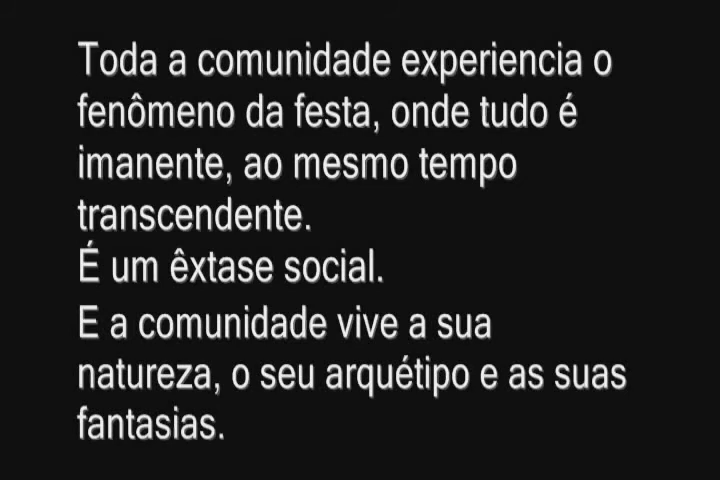 Toda a comunidade experiencia o
fenômeno da festa, onde tudo é
imanente, ao mesmo tempo
transcendente.
É um êxtase social.
E a comunidade vive a sua
natureza, o seu arquétipo e as suas
fantasias.